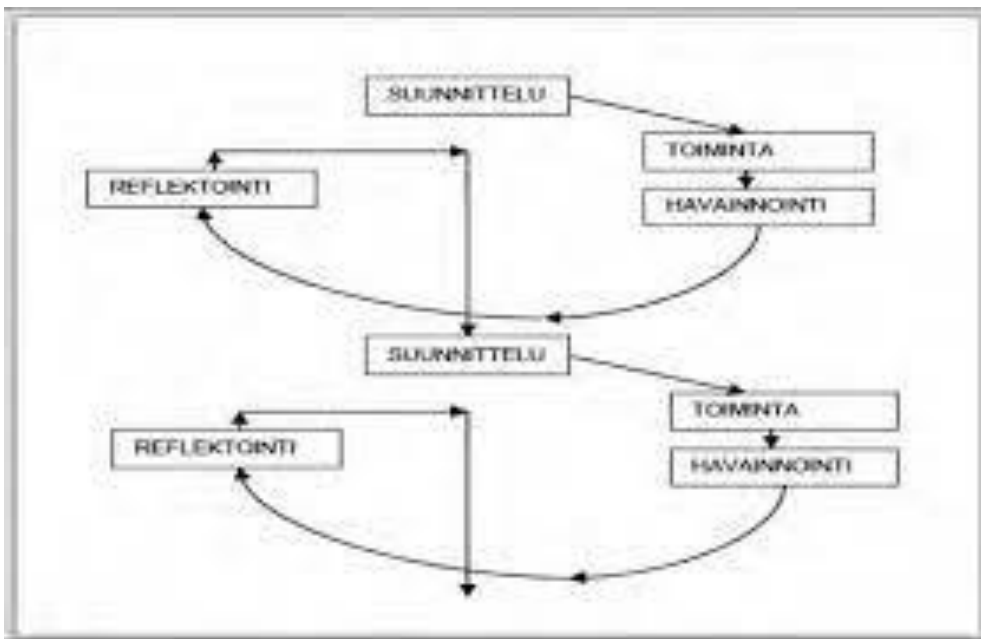 SUUNNITTELU
TOIMINTA
REFLEKTOINTI
HAVAINNOINTI
SUUNNITTELU
TOIMINTA
REFLEKTOINTI
HAVAINNOINTI